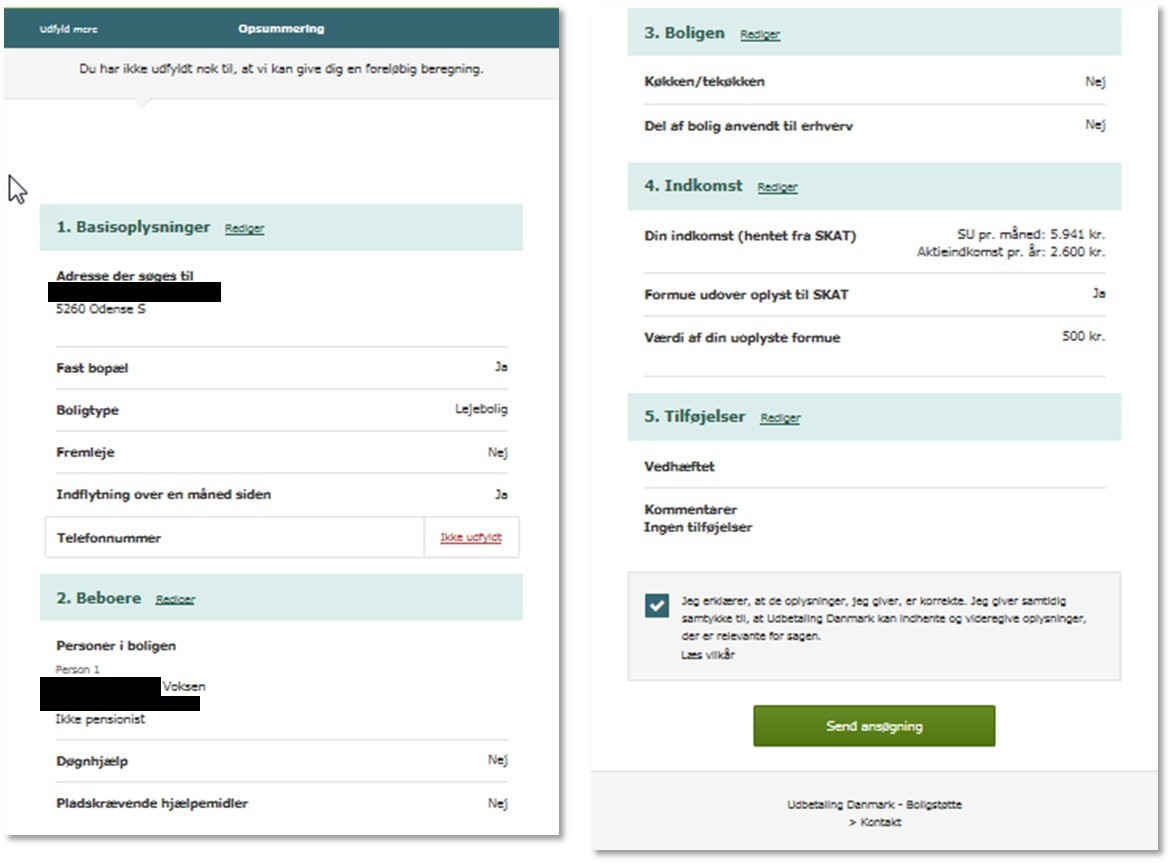 Udfyld mere
Opsummering
Du har ikke udfyldt nok til, at vi kan give dig en foreløbig beregning.
1. Basisoplysninger Rediger
Adresse der søges til
5260 Odense S
Fast bopæl Ja
Boligtype Lejebolig
Fremleje Nej
Indflytning over en måned siden Ja
Telefonnummer Ikke udfyldt
2. Beboere Rediger
Personer i boligen
Person 1
Voksen
Ikke pensionist
Døgnhjælp Nej
Pladskrævende hjælpemidler Nej
3. Boligen Rediger
Køkken/tekøkken Nej
Del af bolig anvendt til erhverv Nej
4. Indkomst Rediger
Din indkomst (hentet fra SKAT) SU pr. måned: 5.941 kr.
Aktieindkomst pr. år: 2.600 kr.
Formue udover oplyst til SKAT Ja
Værdi af din uoplyste formue 500 kr.
5. Tilføjelser Rediger
Vedhæftet
Kommentarer
Ingen tilføjelser
Jeg erklærer, at de oplysninger, jeg giver, er korrekte. Jeg giver samtidig
samtykke til, at Udbetaling Danmark kan indhente og videregive oplysninger,
der er relevante for sagen.
Læs vilkår
Send ansøgning
Udbetaling Danmark - Boligstøtte
> Kontakt